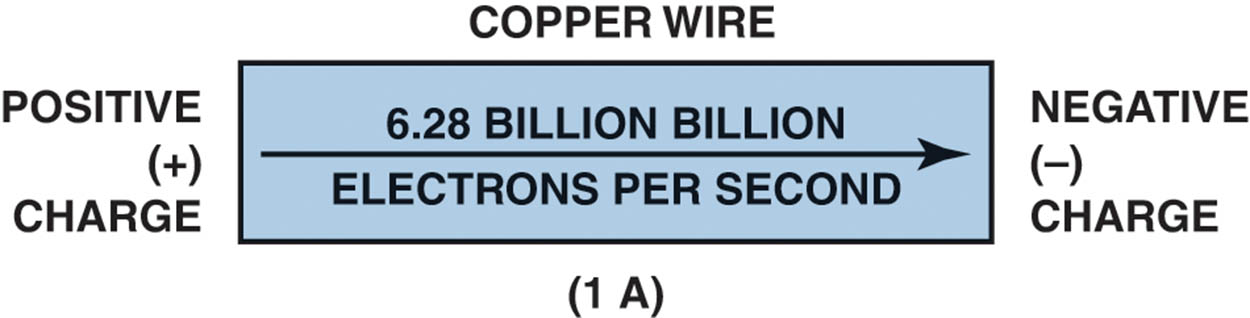 COPPER WIRE
POSITIVE
(+)
CHARGE
6.28 BILLION BILLION
ELECTRONS PER SECOND
NEGATIVE
(–)
CHARGE
(1 A)